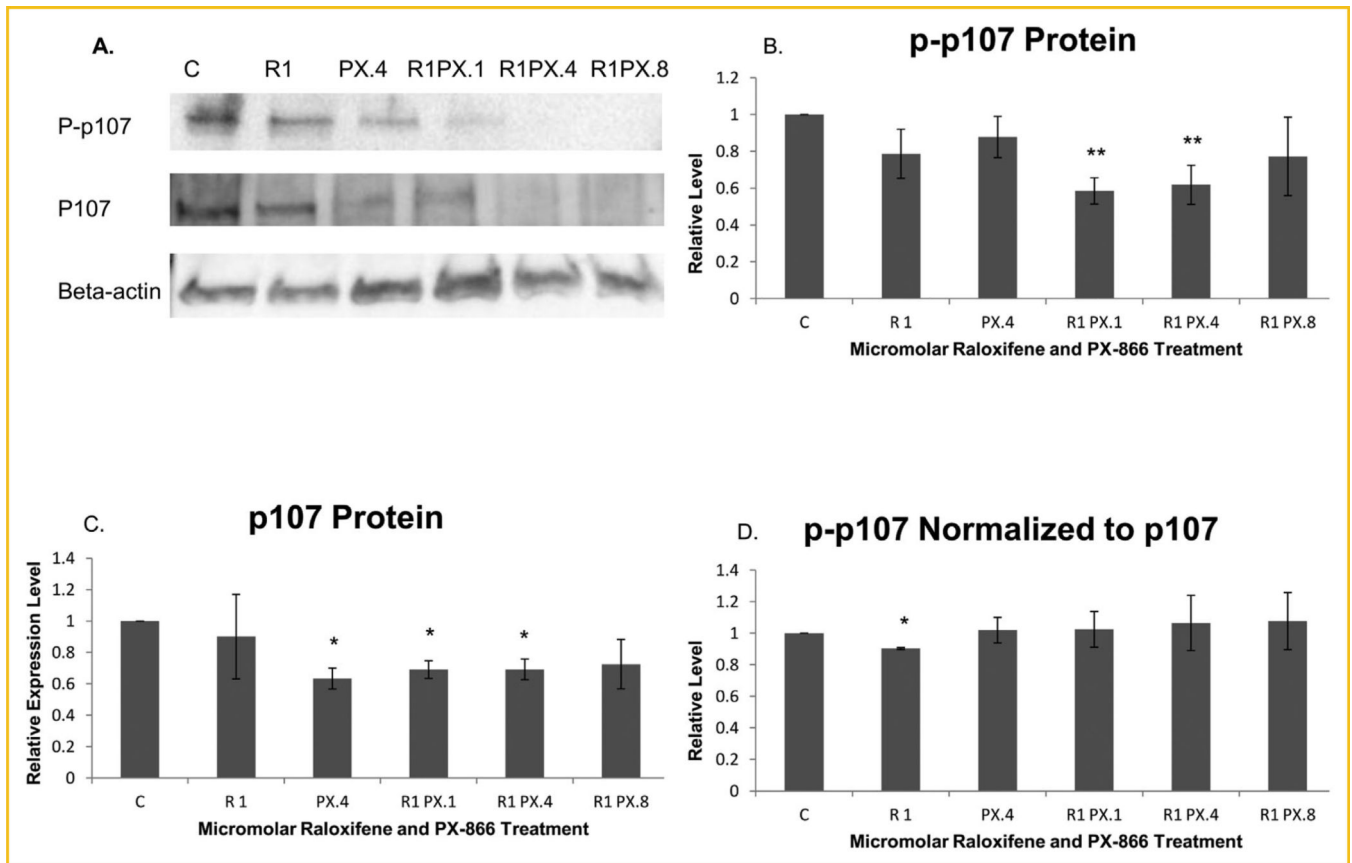 A.
C R1 PX.4 R1PX.1 R1PX.4 R1PX.8
P-p107
P107
Beta-actin
B.
p-p107 Protein
Relative Level
1.2
1
0.8
0.6
0.4
0.2
0
** **
C R 1 PX.4 R1 PX.1 R1 PX.4 R1 PX.8
Micromolar Raloxifene and PX-866 Treatment
C.
p107 Protein
Relative Expression Level
1.4
1.2
1
0.8
0.6
0.4
0.2
0
* * *
C R 1 PX.4 R1 PX.1 R1 PX.4 R1 PX.8
Micromolar Raloxifene and PX-866 Treatment
D.
p-p107 Normalized to p107
Relative Level
1.4
1.2
1
0.8
0.6
0.4
0.2
0
*
C R 1 PX.4 R1 PX.1 R1 PX.4 R1 PX.8
Micromolar Raloxifene and PX-866 Treatment